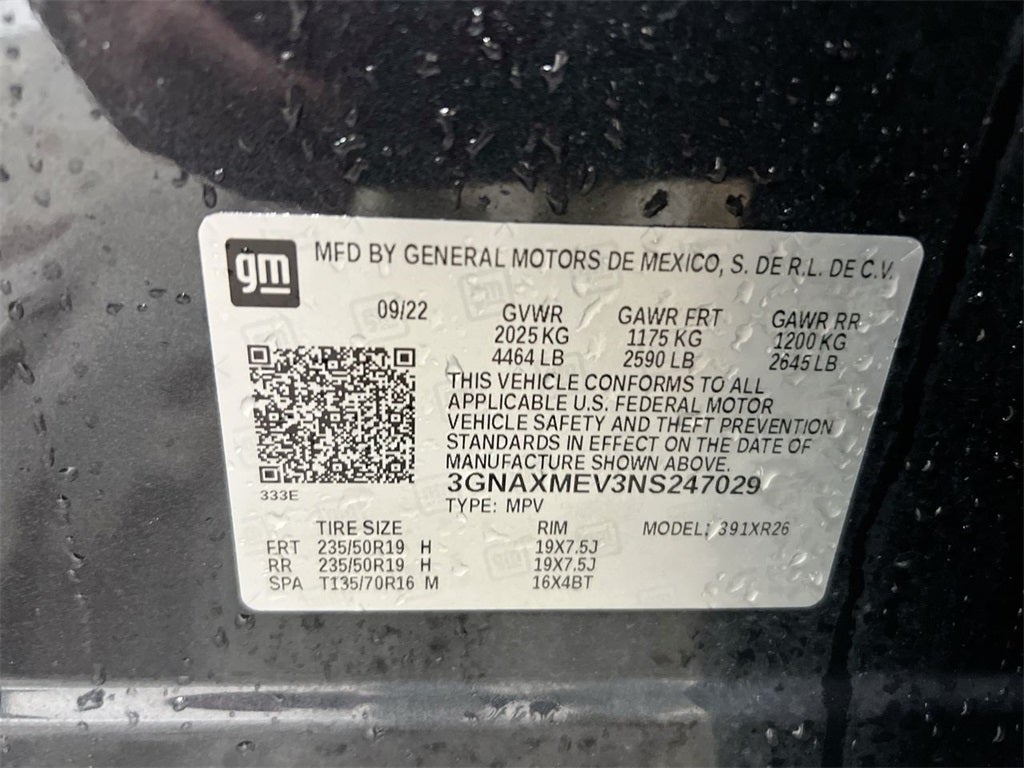 gm
MFD BY GENERAL MOTORS DE MEXICO, S. DE R.L. DE C.V.
09/22
GVWR GAWR FRT GAWR RR
2025 KG 1175 KG 1200 KG
4464 LB 2590 LB 2645 LB
THIS VEHICLE CONFORMS TO ALL
APPLICABLE U.S. FEDERAL MOTOR
VEHICLE SAFETY AND THEFT PREVENTION
STANDARDS IN EFFECT ON THE DATE OF
MANUFACTURE SHOWN ABOVE.
3GNAXMEV3NS247029
333E
TYPE: MPV
TIRE SIZE RIM MODEL: 391XR26
FRT 235/50R19 H 19X7.5J
RR 235/50R19 H 19X7.5J
SPA T135/70R16 M 16X4BT